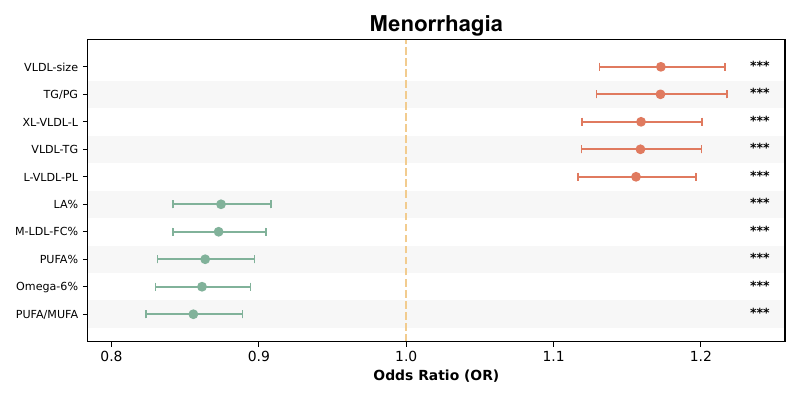 Menorrhagia
VLDL-size ***
TG/PG ***
XL-VLDL-L ***
VLDL-TG ***
L-VLDL-PL ***
LA% ***
M-LDL-FC% ***
PUFA% ***
Omega-6% ***
PUFA/MUFA ***
0.8 0.9 1.0 1.1 1.2
Odds Ratio (OR)